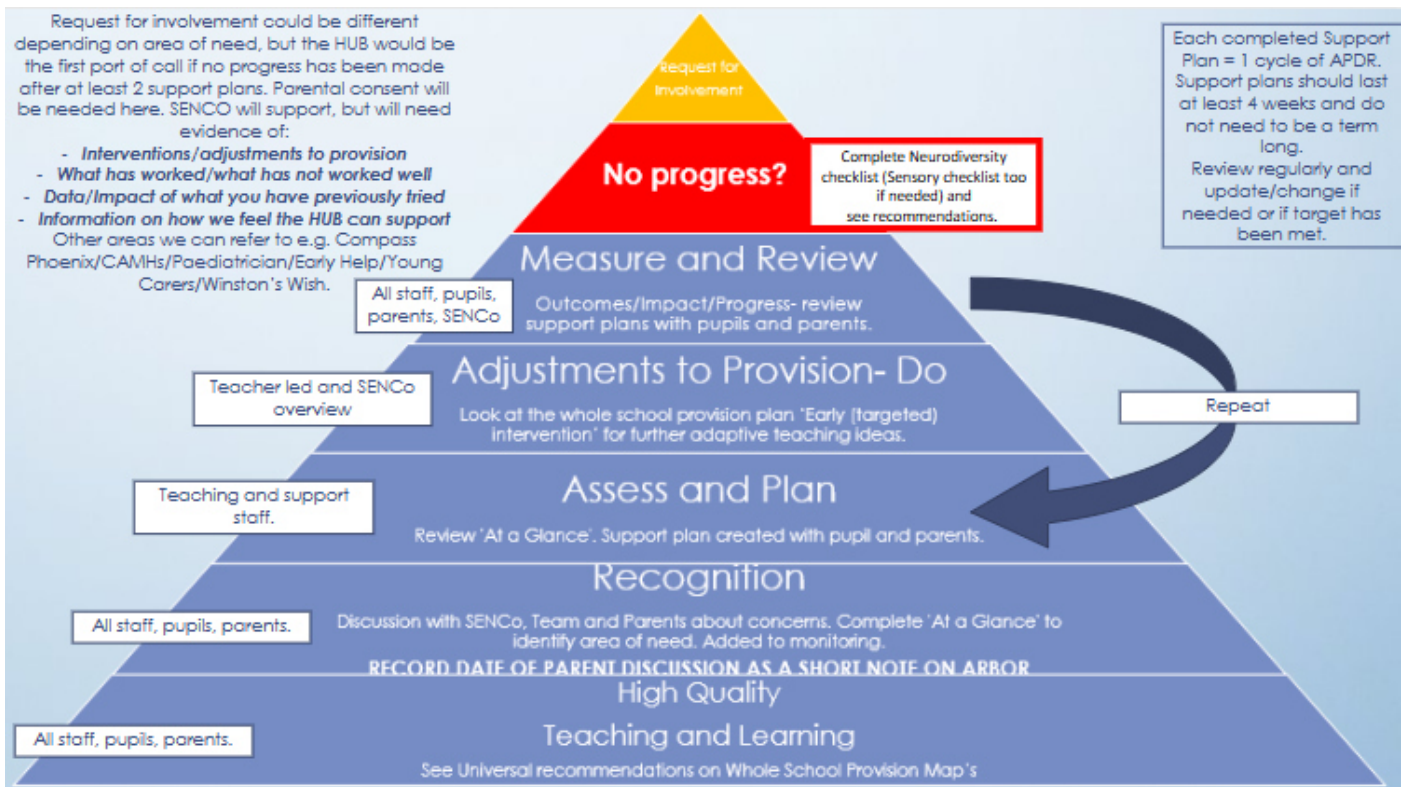 Request for involvement could be different
depending on area of need, but the HUB would be
the first port of call if no progress has been made
after at least 2 support plans. Parental consent will
be needed here. SENCO will support, but will need
evidence of:
- Interventions/adjustments to provision
- What has worked/what has not worked well
- Data/Impact of what you have previously tried
- Information on how we feel the HUB can support
Other areas we can refer to e.g. Compass
Phoenix/CAMHs/Paediatrician/Early Help/Young
Carers/Winston's Wish.
Request for
Involvement
Each completed Support
Plan = 1 cycle of APDR.
Support plans should last
at least 4 weeks and do
not need to be a term
long.
Review regularly and
update/change if
needed or if target has
been met.
No progress?
Complete Neurodiversity
checklist (Sensory checklist too
if needed) and
see recommendations.
Measure and Review
Outcomes/Impact/Progress- review
support plans with pupils and parents.
All staff, pupils,
parents, SENCo
Adjustments to Provision- Do
Look at the whole school provision plan 'Early (targeted)
intervention' for further adaptive teaching ideas.
Teacher led and SENCo
overview
Repeat
Assess and Plan
Review 'At a Glance'. Support plan created with pupil and parents.
Teaching and support
staff.
Recognition
Discussion with SENCo, Team and Parents about concerns. Complete 'At a Glance' to
identify area of need. Added to monitoring.
RECORD DATE OF PARENT DISCUSSION AS A SHORT NOTE ON ARBOR
All staff, pupils, parents.
High Quality
Teaching and Learning
See Universal recommendations on Whole School Provision Map's
All staff, pupils, parents.